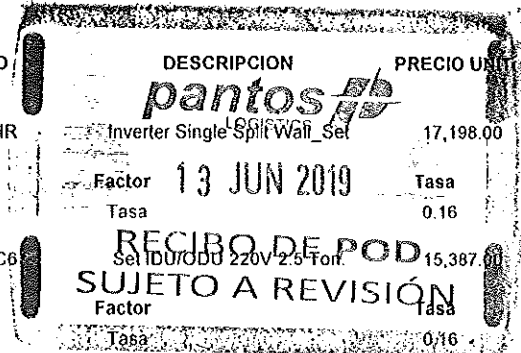 DESCRIPCION PRECIO UNIT
pantos
LOGISTICS
Inverter Single Split Wall_Set 17,198.00
13 JUN 2019
Factor Tasa
Tasa 0.16
RECIBO DE POD
C6 Set IDU/ODU 220V 2.5 Ton. 15,387.00
SUJETO A REVISIÓN
Factor Tasa
Tasa 0.16